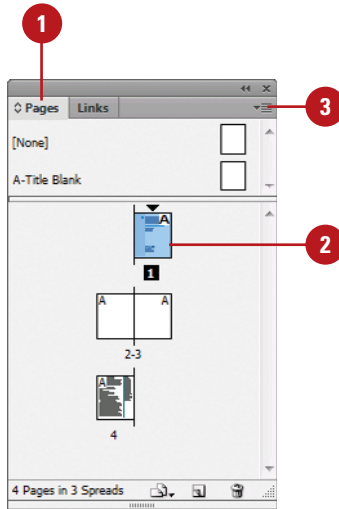 1
Pages Links
3
[None]
A-Title Blank
A
2
1
A A
2-3
A
4
4 Pages in 3 Spreads